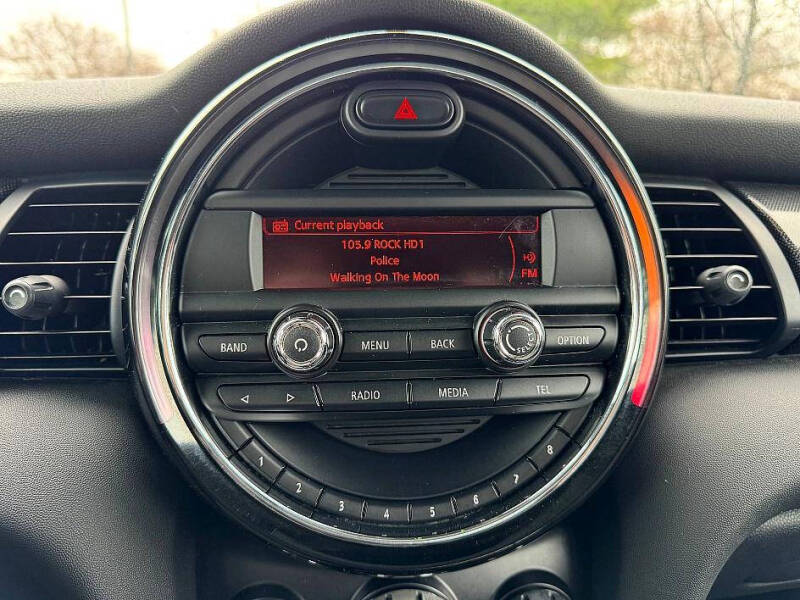 Current playback
105.9 ROCK HD1
Police
Walking On The Moon
FM
BAND
MENU
BACK
SELECT
OPTION
RADIO
MEDIA
TEL
1
2
3
4
5
6
7
8